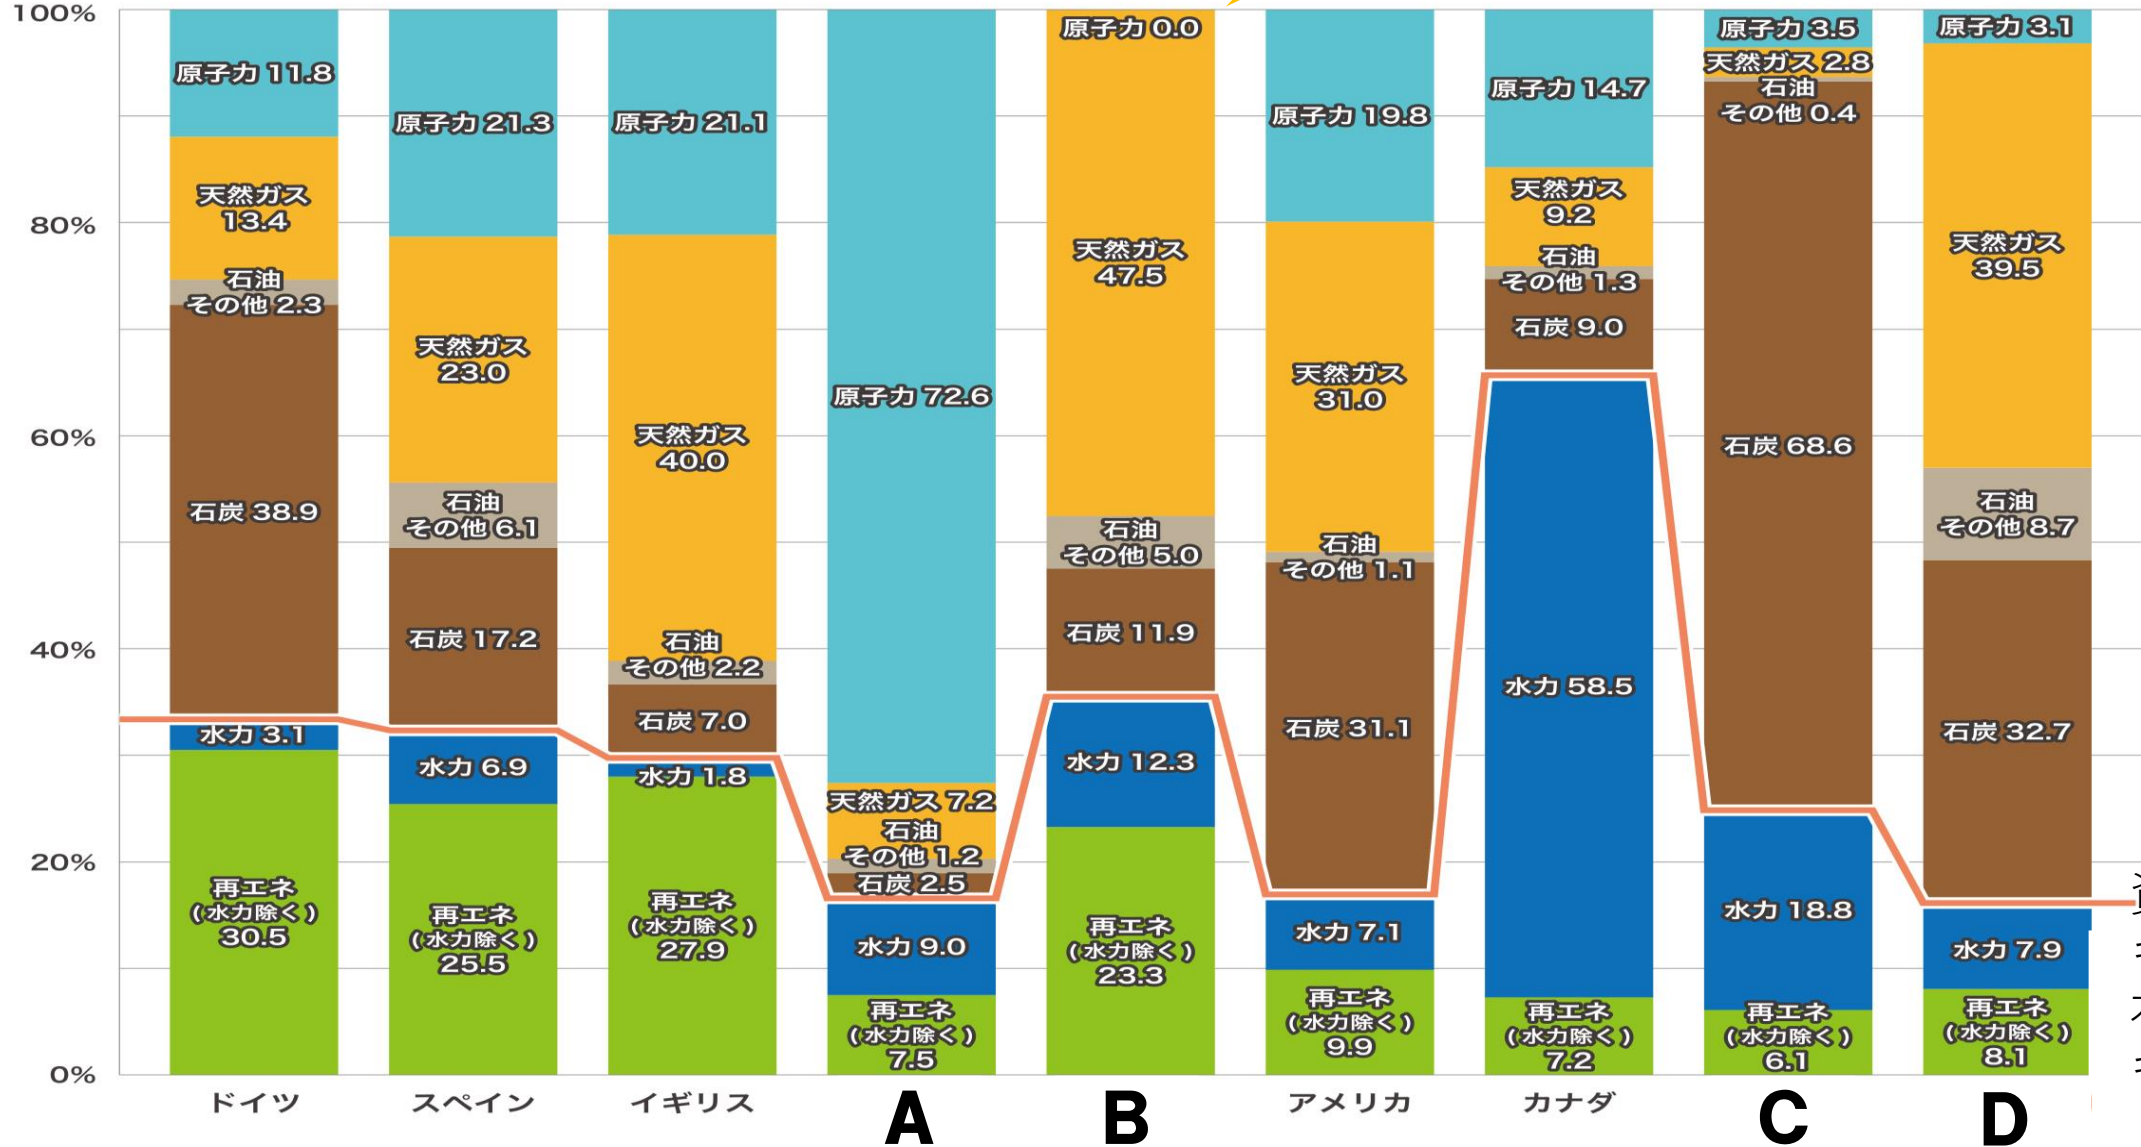 100%
80%
60%
40%
20%
0%
原子力 11.8
天然ガス
13.4
石油
その他 2.3
石炭 38.9
水力 3.1
再エネ
(水力除く)
30.5
ドイツ
原子力 21.3
天然ガス
23.0
石油
その他 6.1
石炭 17.2
水力 6.9
再エネ
(水力除く)
25.5
スペイン
原子力 21.1
天然ガス
40.0
石油
その他 2.2
石炭 7.0
水力 1.8
再エネ
(水力除く)
27.9
イギリス
原子力 72.6
天然ガス 7.2
石油
その他 1.2
石炭 2.5
水力 9.0
再エネ
(水力除く)
7.5
A
原子力 0.0
天然ガス
47.5
石油
その他 5.0
石炭 11.9
水力 12.3
再エネ
(水力除く)
23.3
B
原子力 19.8
天然ガス
31.0
石油
その他 1.1
石炭 31.1
水力 7.1
再エネ
(水力除く)
9.9
アメリカ
原子力 14.7
天然ガス
9.2
石油
その他 1.3
石炭 9.0
水力 58.5
再エネ
(水力除く)
7.2
カナダ
原子力 3.5
天然ガス 2.8
石油
その他 0.4
石炭 68.6
水力 18.8
再エネ
(水力除く)
6.1
C
原子力 3.1
天然ガス
39.5
石油
その他 8.7
石炭 32.7
水力 7.9
再エネ
(水力除く)
8.1
D